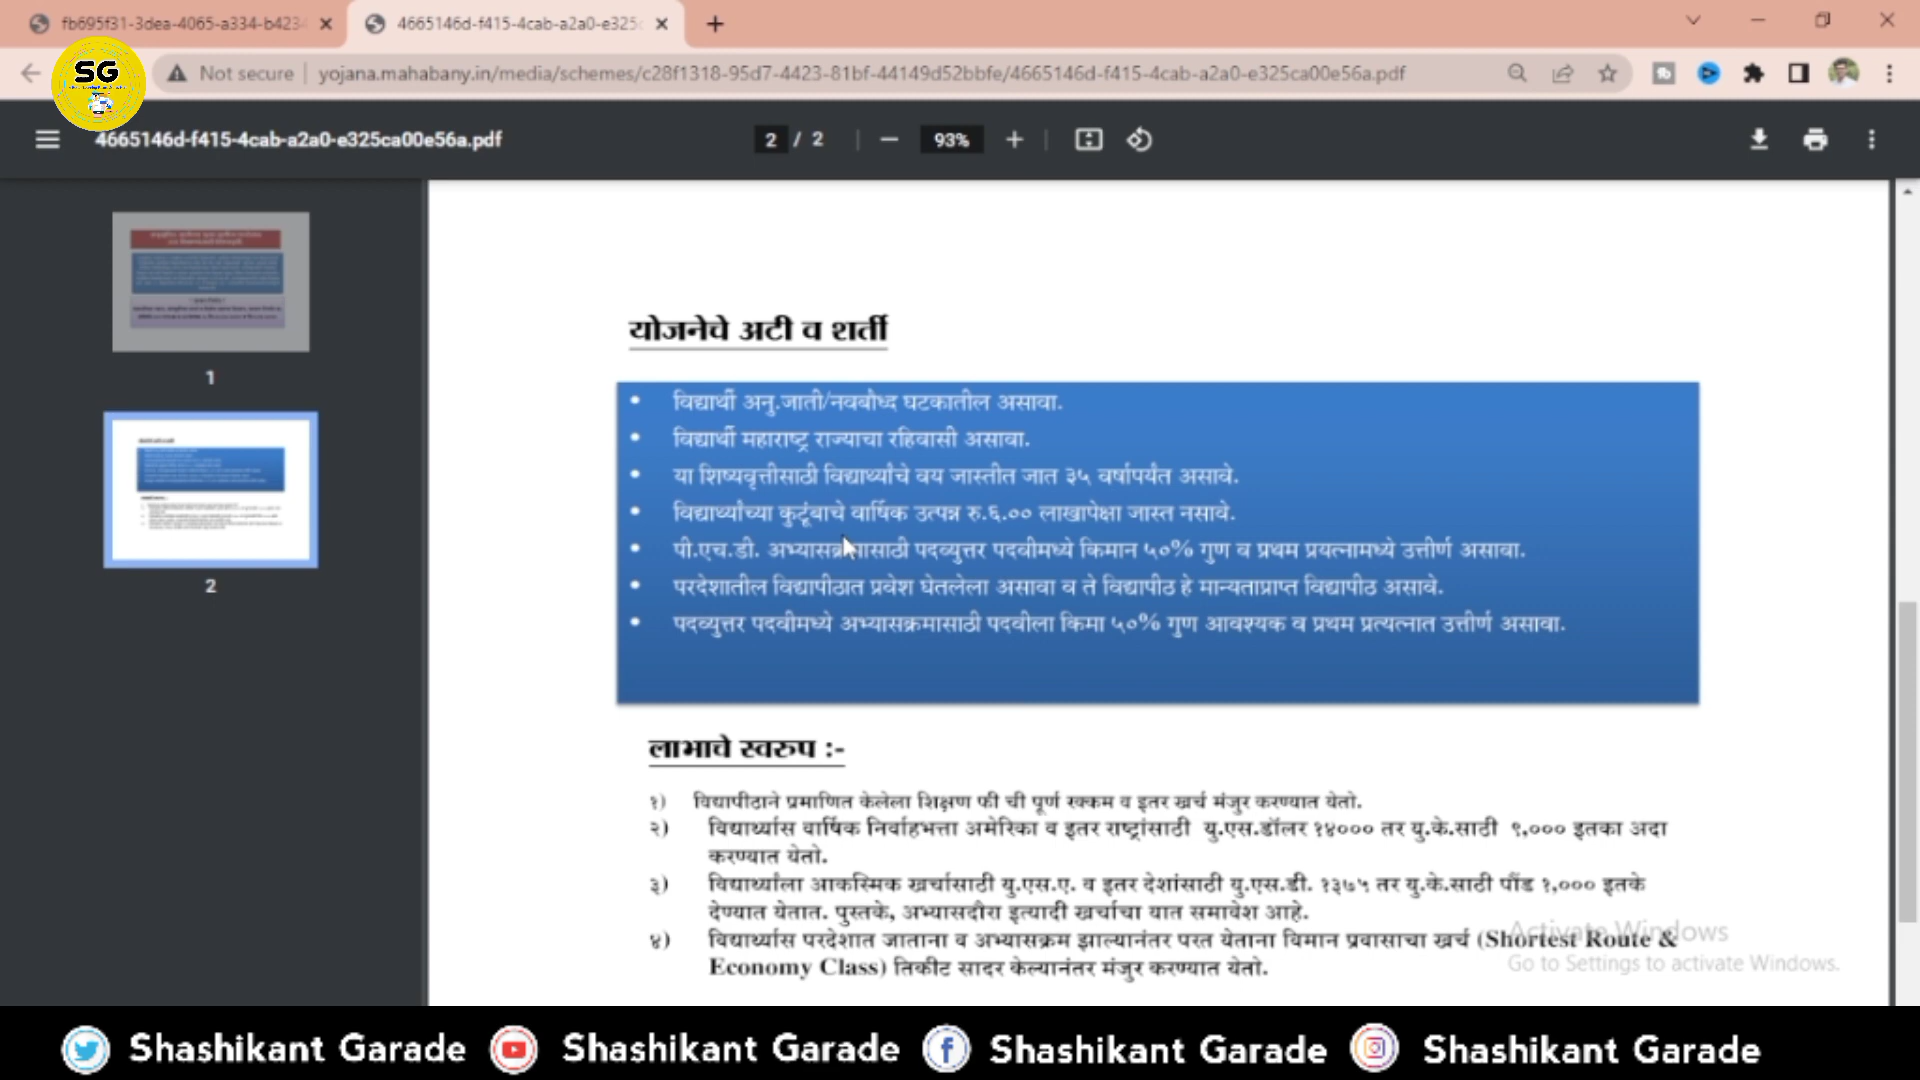 fb695f31-3dea-4065-a334-b4234
4665146d-f415-4cab-a2a0-e325c
SG
Not secure
yojana.mahabany.in/media/schemes/c28f1318-95d7-4423-81bf-44149d52bbfe/4665146d-f415-4cab-a2a0-e325ca00e56a.pdf
4665146d-f415-4cab-a2a0-e325ca00e56a.pdf
2 / 2
93%
1
2
योजनेचे अटी व शर्ती
• विद्यार्थी अनु.जाती/नवबौध्द घटकातील असावा.
• विद्यार्थी महाराष्ट्र राज्याचा रहिवासी असावा.
• या शिष्यवृत्तीसाठी विद्यार्थ्यांचे वय जास्तीत जात ३५ वर्षापर्यंत असावे.
• विद्यार्थ्यांच्या कुटूंबाचे वार्षिक उत्पन्न रु.६.०० लाखापेक्षा जास्त नसावे.
• पी.एच.डी. अभ्यासक्रमासाठी पदव्युत्तर पदवीमध्ये किमान ५०% गुण व प्रथम प्रयत्नामध्ये उत्तीर्ण असावा.
• परदेशातील विद्यापीठात प्रवेश घेतलेला असावा व ते विद्यापीठ हे मान्यताप्राप्त विद्यापीठ असावे.
• पदव्युत्तर पदवीमध्ये अभ्यासक्रमासाठी पदवीला किमा ५०% गुण आवश्यक व प्रथम प्रत्यत्नात उत्तीर्ण असावा.
लाभाचे स्वरुप :-
१) विद्यापीठाने प्रमाणित केलेला शिक्षण फी ची पूर्ण रक्कम व इतर खर्च मंजुर करण्यात येतो.
२) विद्यार्थ्यास वार्षिक निर्वाहभत्ता अमेरिका व इतर राष्ट्रांसाठी यु.एस.डॉलर १४००० तर यु.के.साठी ९,००० इतका अदा
करण्यात येतो.
३) विद्यार्थ्याला आकस्मिक खर्चासाठी यु.एस.ए. व इतर देशांसाठी यु.एस.डी. १३७५ तर यु.के.साठी पौंड १,००० इतके
देण्यात येतात. पुस्तके, अभ्यासदौरा इत्यादी खर्चाचा यात समावेश आहे.
४) विद्यार्थ्यास परदेशात जाताना व अभ्यासक्रम झाल्यानंतर परत येताना विमान प्रवासाचा खर्च (Shortest Route &
Economy Class) तिकीट सादर केल्यानंतर मंजुर करण्यात येतो.
Activate Windows
Go to Settings to activate Windows.
Shashikant Garade Shashikant Garade Shashikant Garade Shashikant Garade